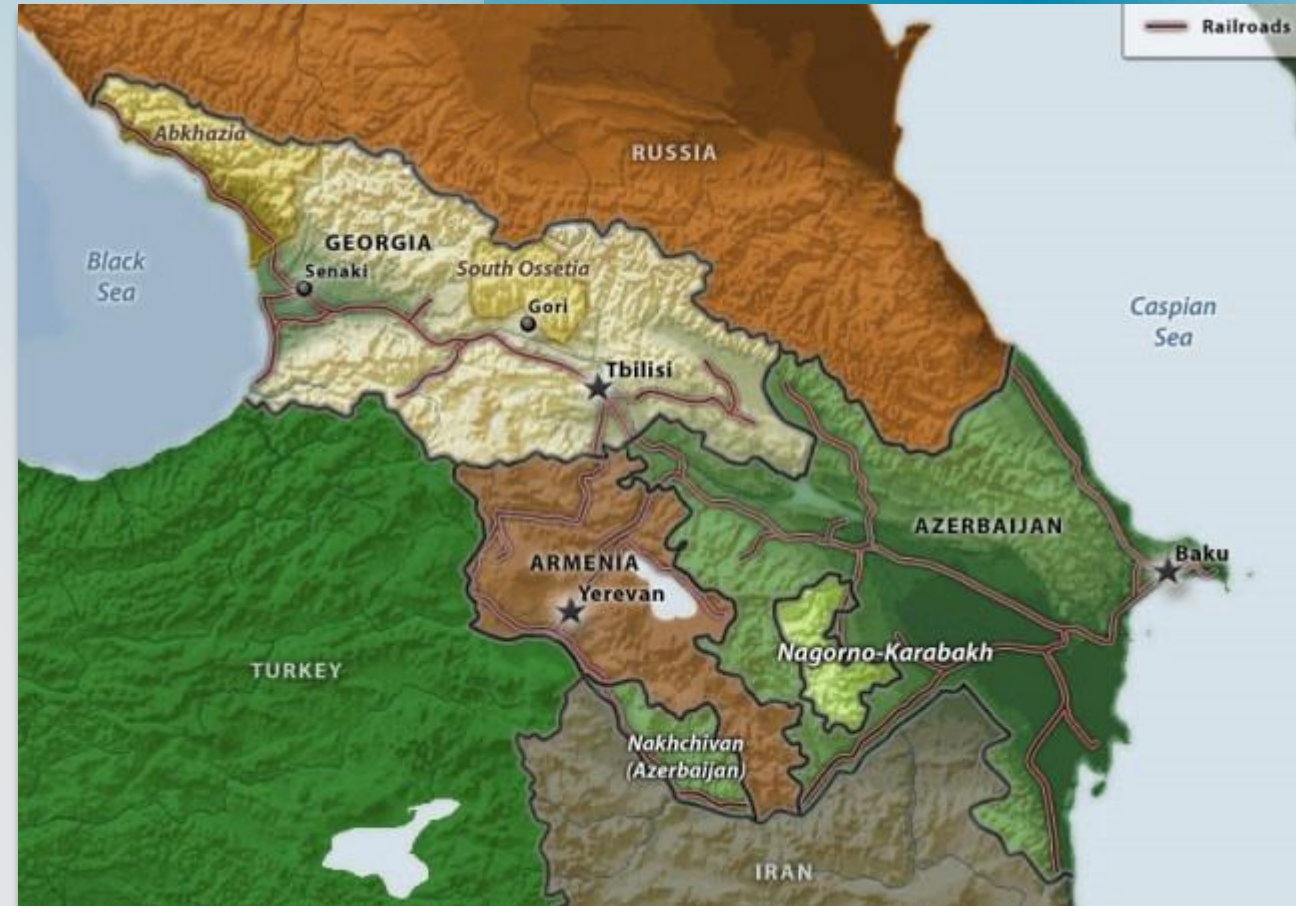 Railroads
Abkhazia
RUSSIA
GEORGIA
Black
Sea
Senaki
South Ossetia
Gori
Caspian
Sea
Tbilisi
AZERBAIJAN
ARMENIA
Baku
Yerevan
Nagorno-Karabakh
TURKEY
Nakhchivan
(Azerbaijan)
IRAN